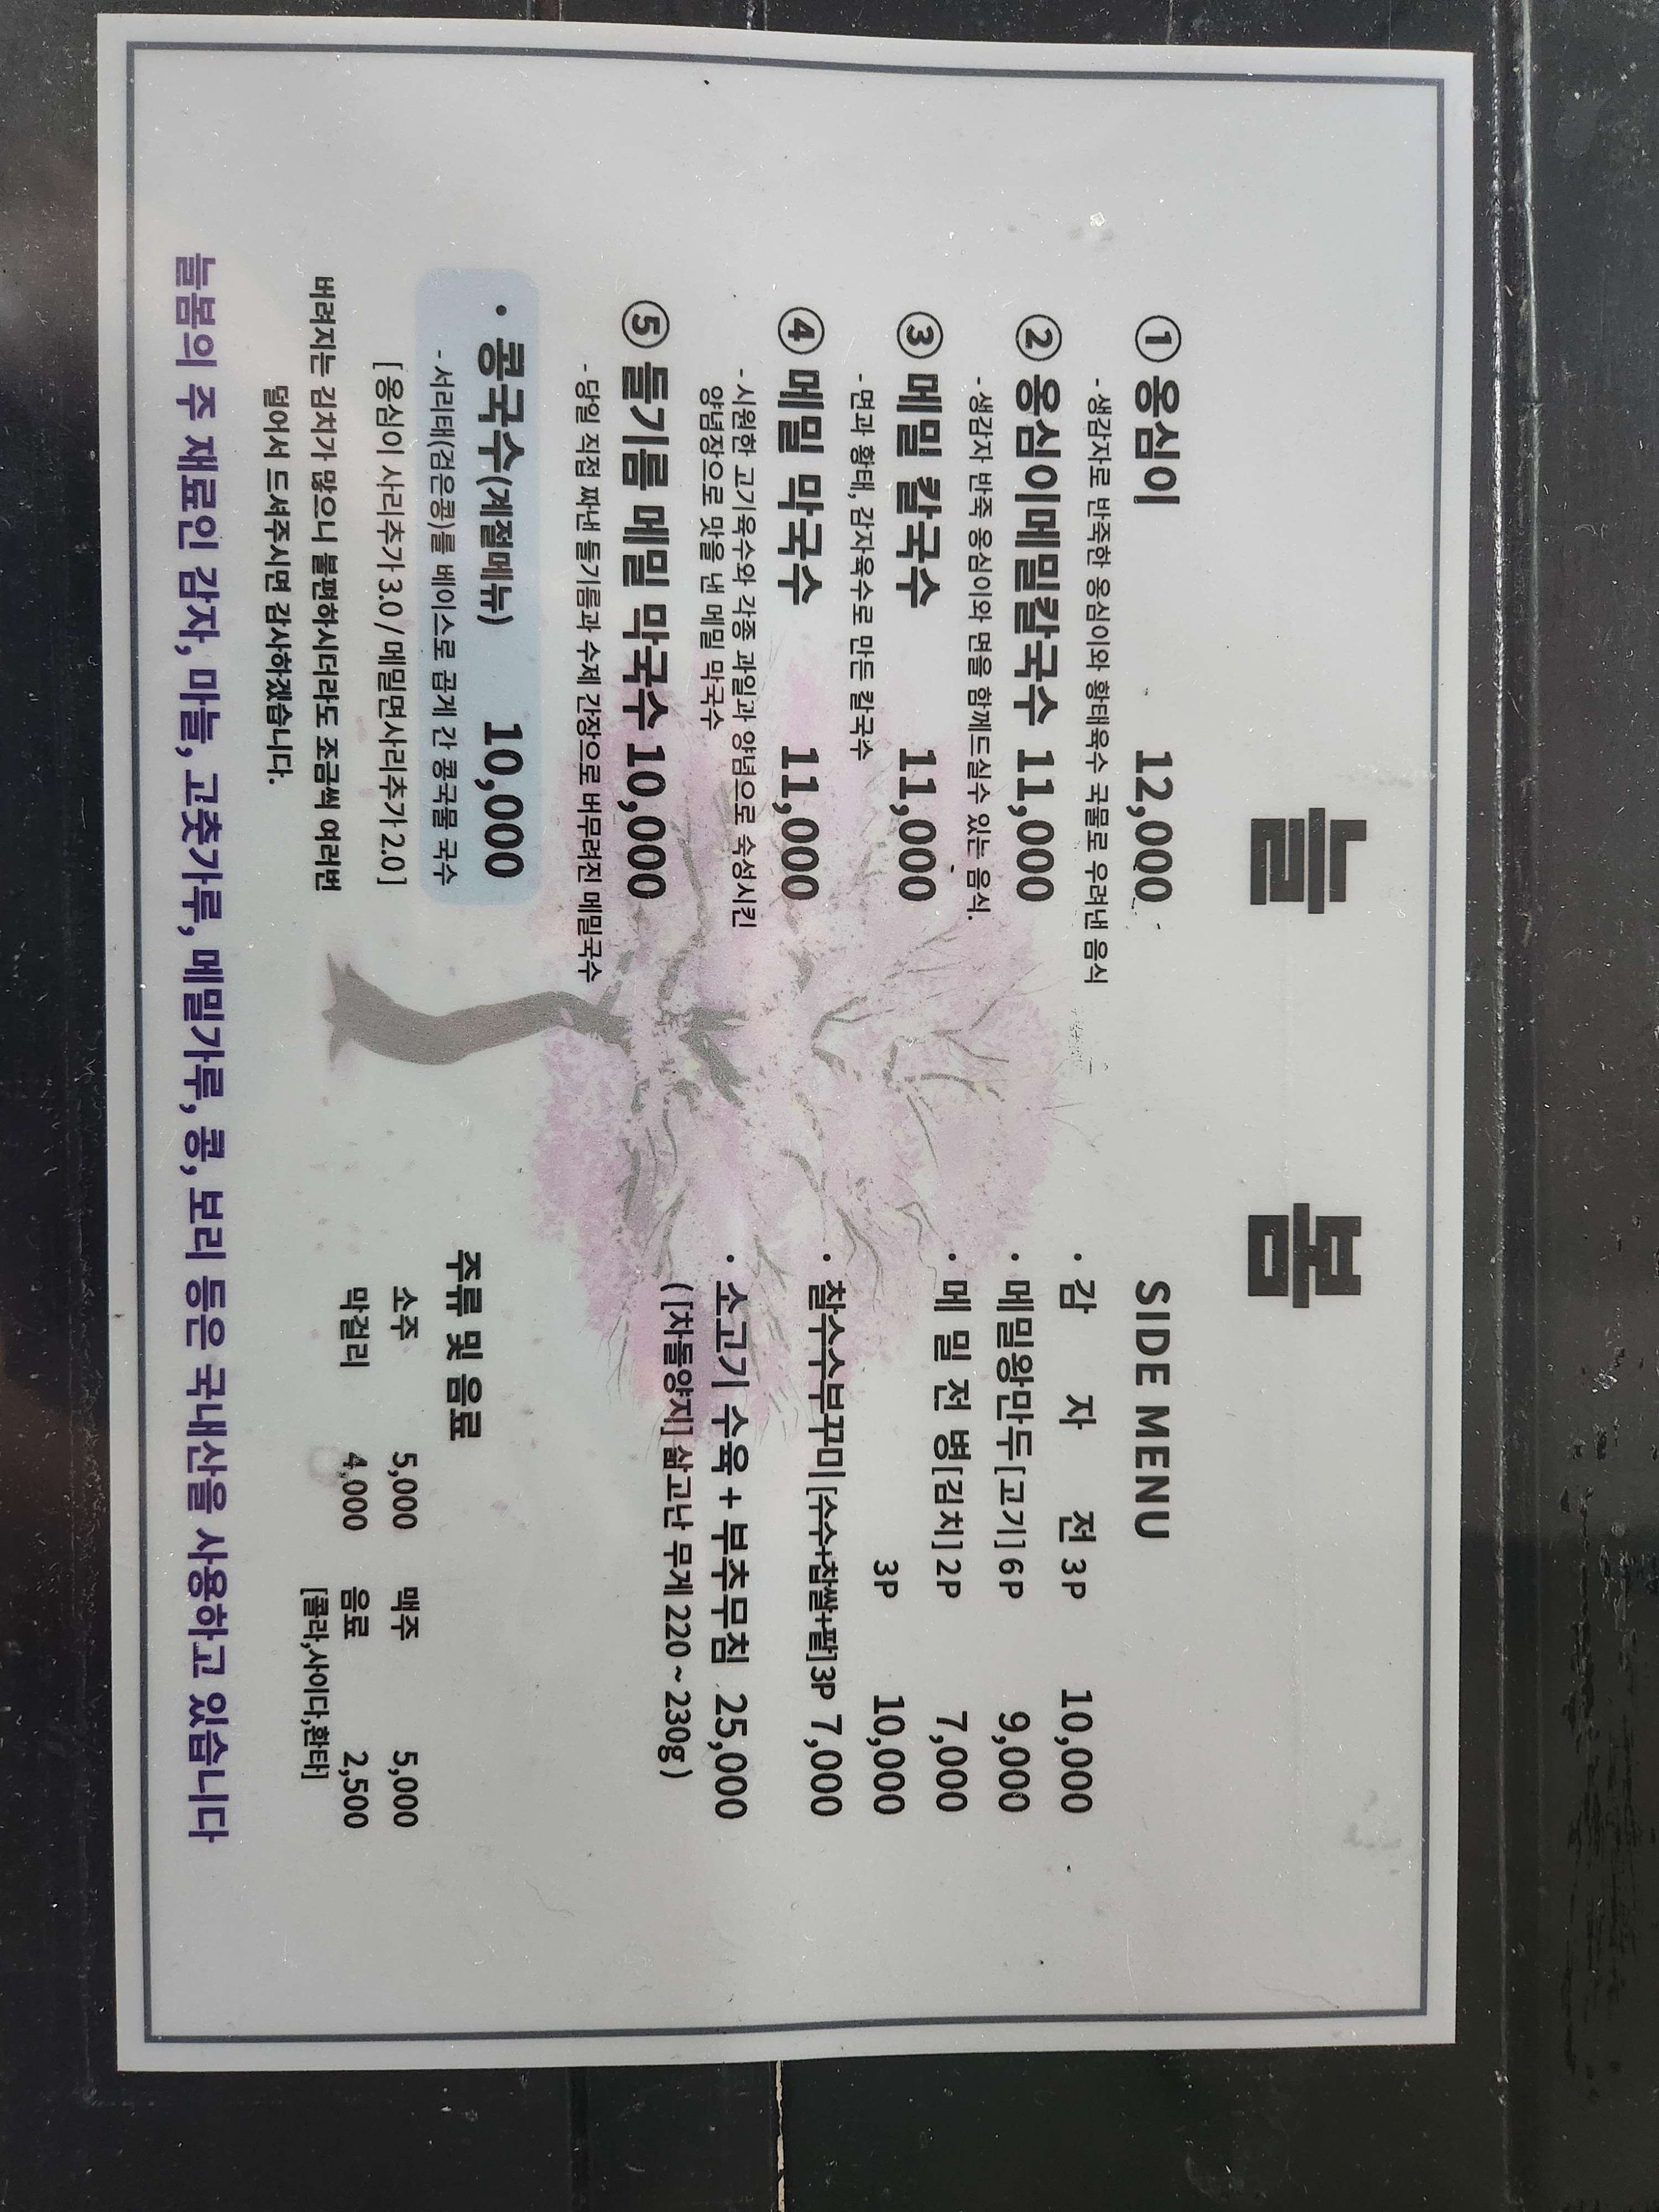 늘 봄
① 옹심이 12,000
- 생감자로 반죽한 옹심이와 황태육수 국물로 우려낸 음식
② 옹심이메밀칼국수 11,000
- 생감자 반죽 옹심이와 면을 함께드실수 있는 음식.
③ 메밀 칼국수 11,000
- 면과 황태, 감자육수로 만든 칼국수
④ 메밀 막국수 11,000
- 시원한 고기육수와 각종 과일과 양념으로 숙성시킨
양념장으로 맛을 낸 메밀 막국수
⑤ 들기름 메밀 막국수 10,000
- 당일 직접 짜낸 들기름과 수제 간장으로 버무려진 메밀국수
• 콩국수(계절메뉴) 10,000
- 서리태(검은콩)를 베이스로 곱게 간 콩국물 국수
[옹심이 사리추가 3.0 / 메밀면사리추가 2.0]
버려지는 김치가 많으니 불편하시더라도 조금씩 여러번
덜어서 드셔주시면 감사하겠습니다.
SIDE MENU
· 감 자 전 3P 10,000
· 메밀왕만두[고기] 6P 9,000
· 메 밀 전 병[김치] 2P 7,000
3P 10,000
· 찰수수부꾸미[수수+찹쌀+팥]3P 7,000
· 소고기 수육 + 부추무침 25,000
( [차돌양지] 삶고난 무게 220 ~ 230g )
주류 및 음료
소주 5,000 맥주 5,000
막걸리 4,000 음료 2,500
[콜라,사이다,환타]
늘봄의 주 재료인 감자, 마늘, 고춧가루, 메밀가루, 콩, 보리 등은 국내산을 사용하고 있습니다